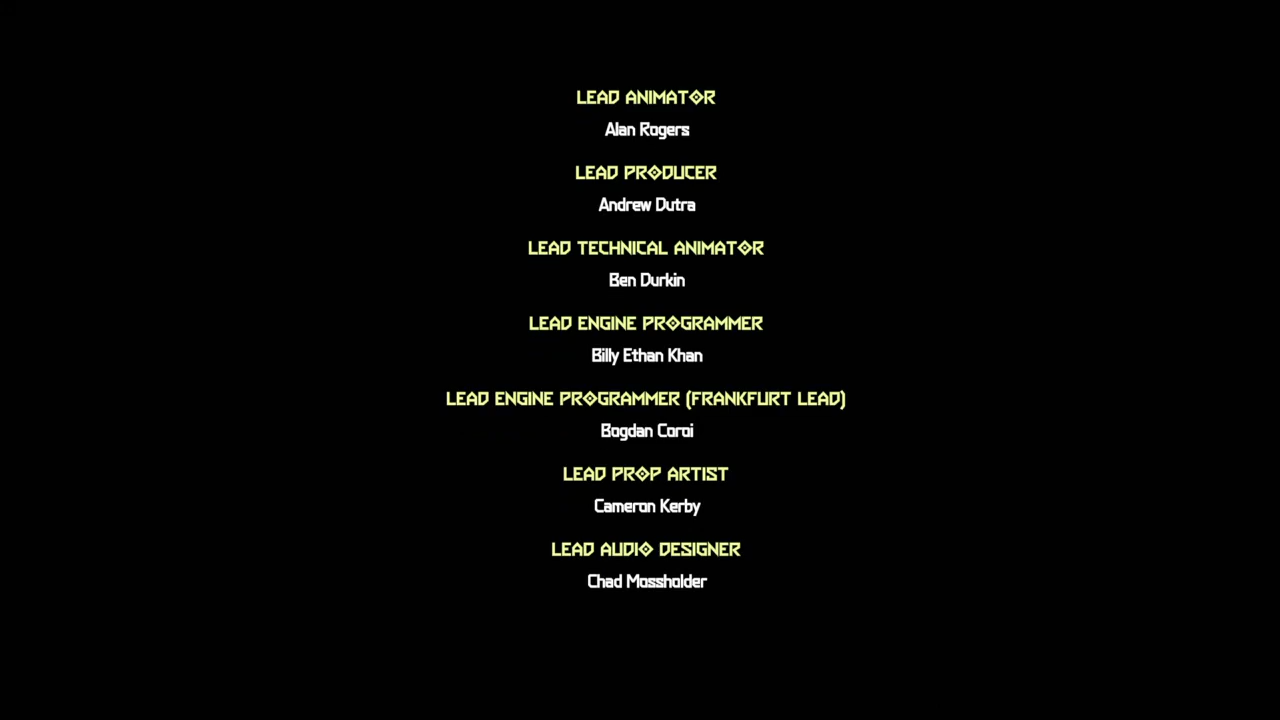 LEAD ANIMATOR
Alan Rogers
LEAD PRODUCER
Andrew Dutra
LEAD TECHNICAL ANIMATOR
Ben Durkin
LEAD ENGINE PROGRAMMER
Billy Ethan Khan
LEAD ENGINE PROGRAMMER (FRANKFURT LEAD)
Bogdan Coroi
LEAD PROP ARTIST
Cameron Kerby
LEAD AUDIO DESIGNER
Chad Mossholder